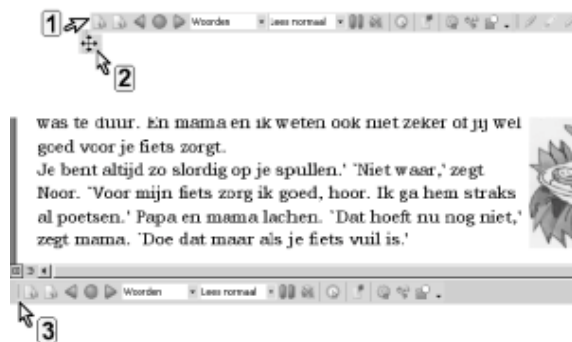 1 Woorden Lees normaal
2
was te duur. En mama en ik weten ook niet zeker of jij wel
goed voor je fiets zorgt.
Je bent altijd zo slordig op je spullen.' `Niet waar,' zegt
Noor. `Voor mijn fiets zorg ik goed, hoor. Ik ga hem straks
al poetsen.' Papa en mama lachen. `Dat hoeft nu nog niet,'
zegt mama. `Doe dat maar als je fiets vuil is.'
Woorden Lees normaal
3